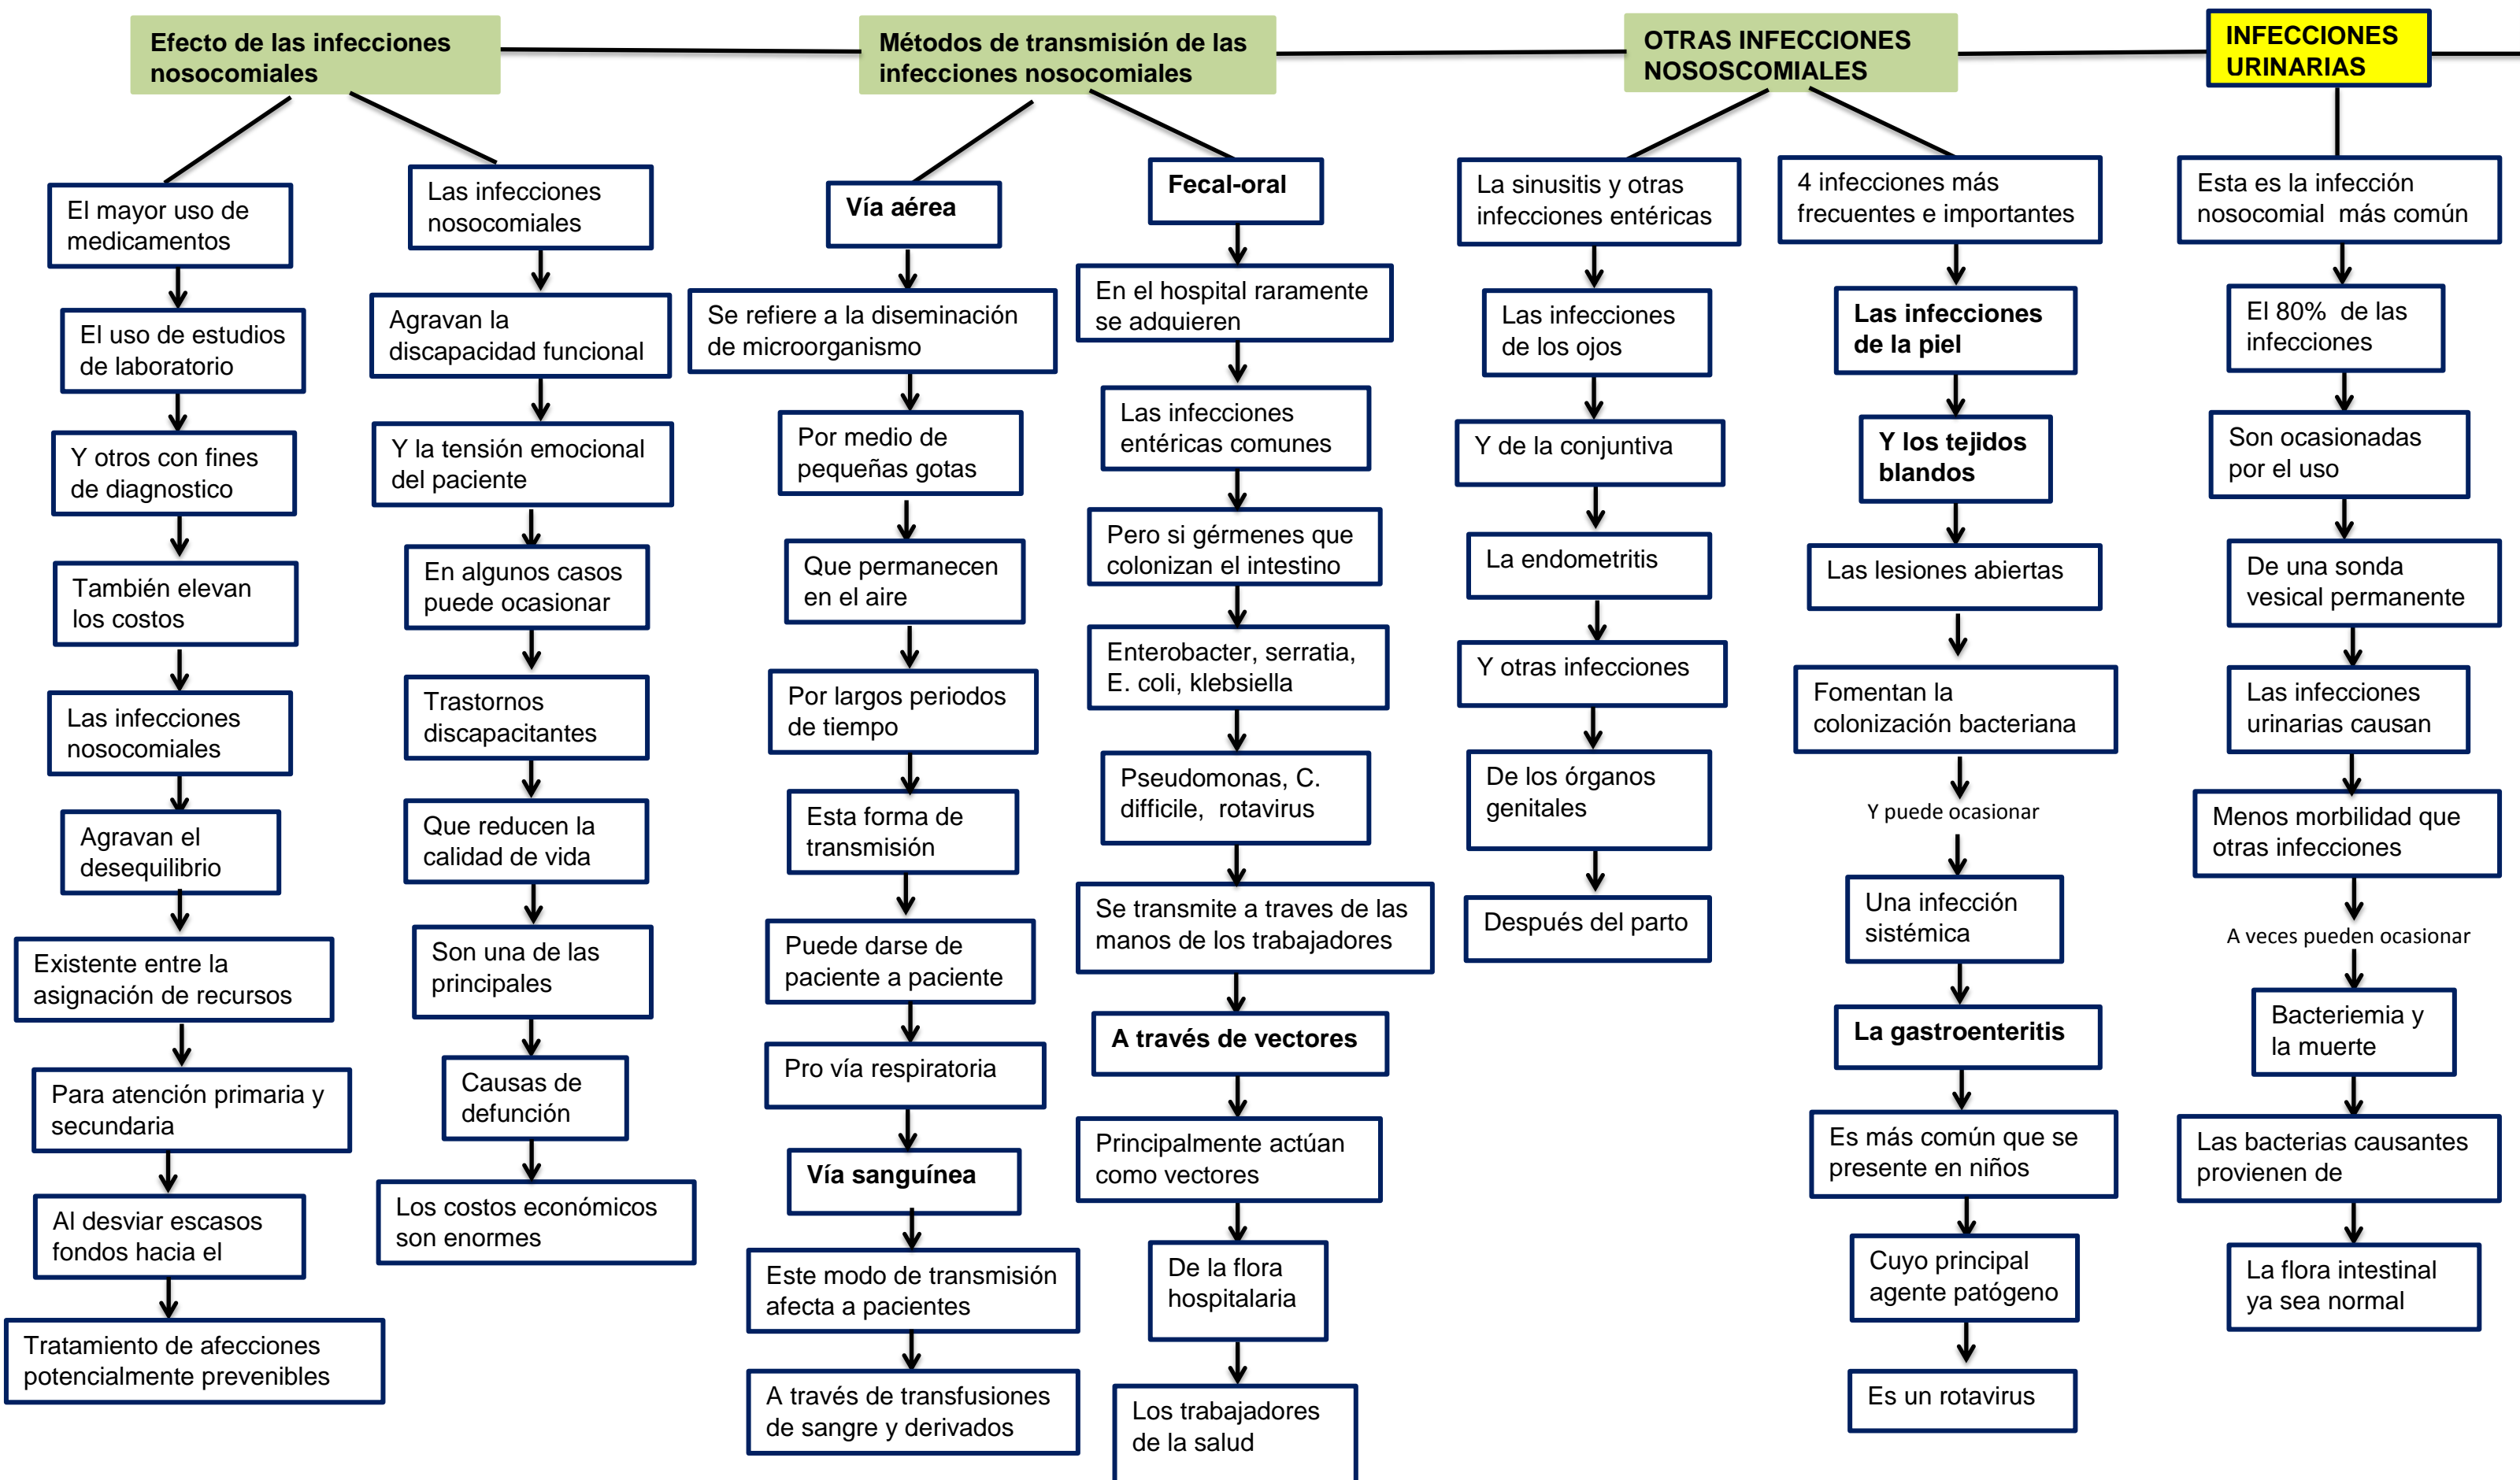 Efecto de las infecciones
nosocomiales
El mayor uso de
medicamentos
El uso de estudios
de laboratorio
Y otros con fines
de diagnostico
También elevan
los costos
Las infecciones
nosocomiales
Agravan el
desequilibrio
Existente entre la
asignación de recursos
Para atención primaria y
secundaria
Al desviar escasos
fondos hacia el
Tratamiento de afecciones
potencialmente prevenibles
Las infecciones
nosocomiales
Agravan la
discapacidad funcional
Y la tensión emocional
del paciente
En algunos casos
puede ocasionar
Trastornos
discapacitantes
Que reducen la
calidad de vida
Son una de las
principales
Causas de
defunción
Los costos económicos
son enormes
Métodos de transmisión de las
infecciones nosocomiales
Vía aérea
Se refiere a la diseminación
de microorganismo
Por medio de
pequeñas gotas
Que permanecen
en el aire
Por largos periodos
de tiempo
Esta forma de
transmisión
Puede darse de
paciente a paciente
Pro vía respiratoria
Vía sanguínea
Este modo de transmisión
afecta a pacientes
A través de transfusiones
de sangre y derivados
Fecal-oral
En el hospital raramente
se adquieren
Las infecciones
entéricas comunes
Pero si gérmenes que
colonizan el intestino
Enterobacter, serratia,
E. coli, klebsiella
Pseudomonas, C.
difficile, rotavirus
Se transmite a traves de las
manos de los trabajadores
A través de vectores
Principalmente actúan
como vectores
De la flora
hospitalaria
Los trabajadores
de la salud
OTRAS INFECCIONES
NOSOSCOMIALES
La sinusitis y otras
infecciones entéricas
Las infecciones
de los ojos
Y de la conjuntiva
La endometritis
Y otras infecciones
De los órganos
genitales
Después del parto
4 infecciones más
frecuentes e importantes
Las infecciones
de la piel
Y los tejidos
blandos
Las lesiones abiertas
Fomentan la
colonización bacteriana
Y puede ocasionar
Una infección
sistémica
La gastroenteritis
Es más común que se
presente en niños
Cuyo principal
agente patógeno
Es un rotavirus
INFECCIONES
URINARIAS
Esta es la infección
nosocomial más común
El 80% de las
infecciones
Son ocasionadas
por el uso
De una sonda
vesical permanente
Las infecciones
urinarias causan
Menos morbilidad que
otras infecciones
A veces pueden ocasionar
Bacteriemia y
la muerte
Las bacterias causantes
provienen de
La flora intestinal
ya sea normal